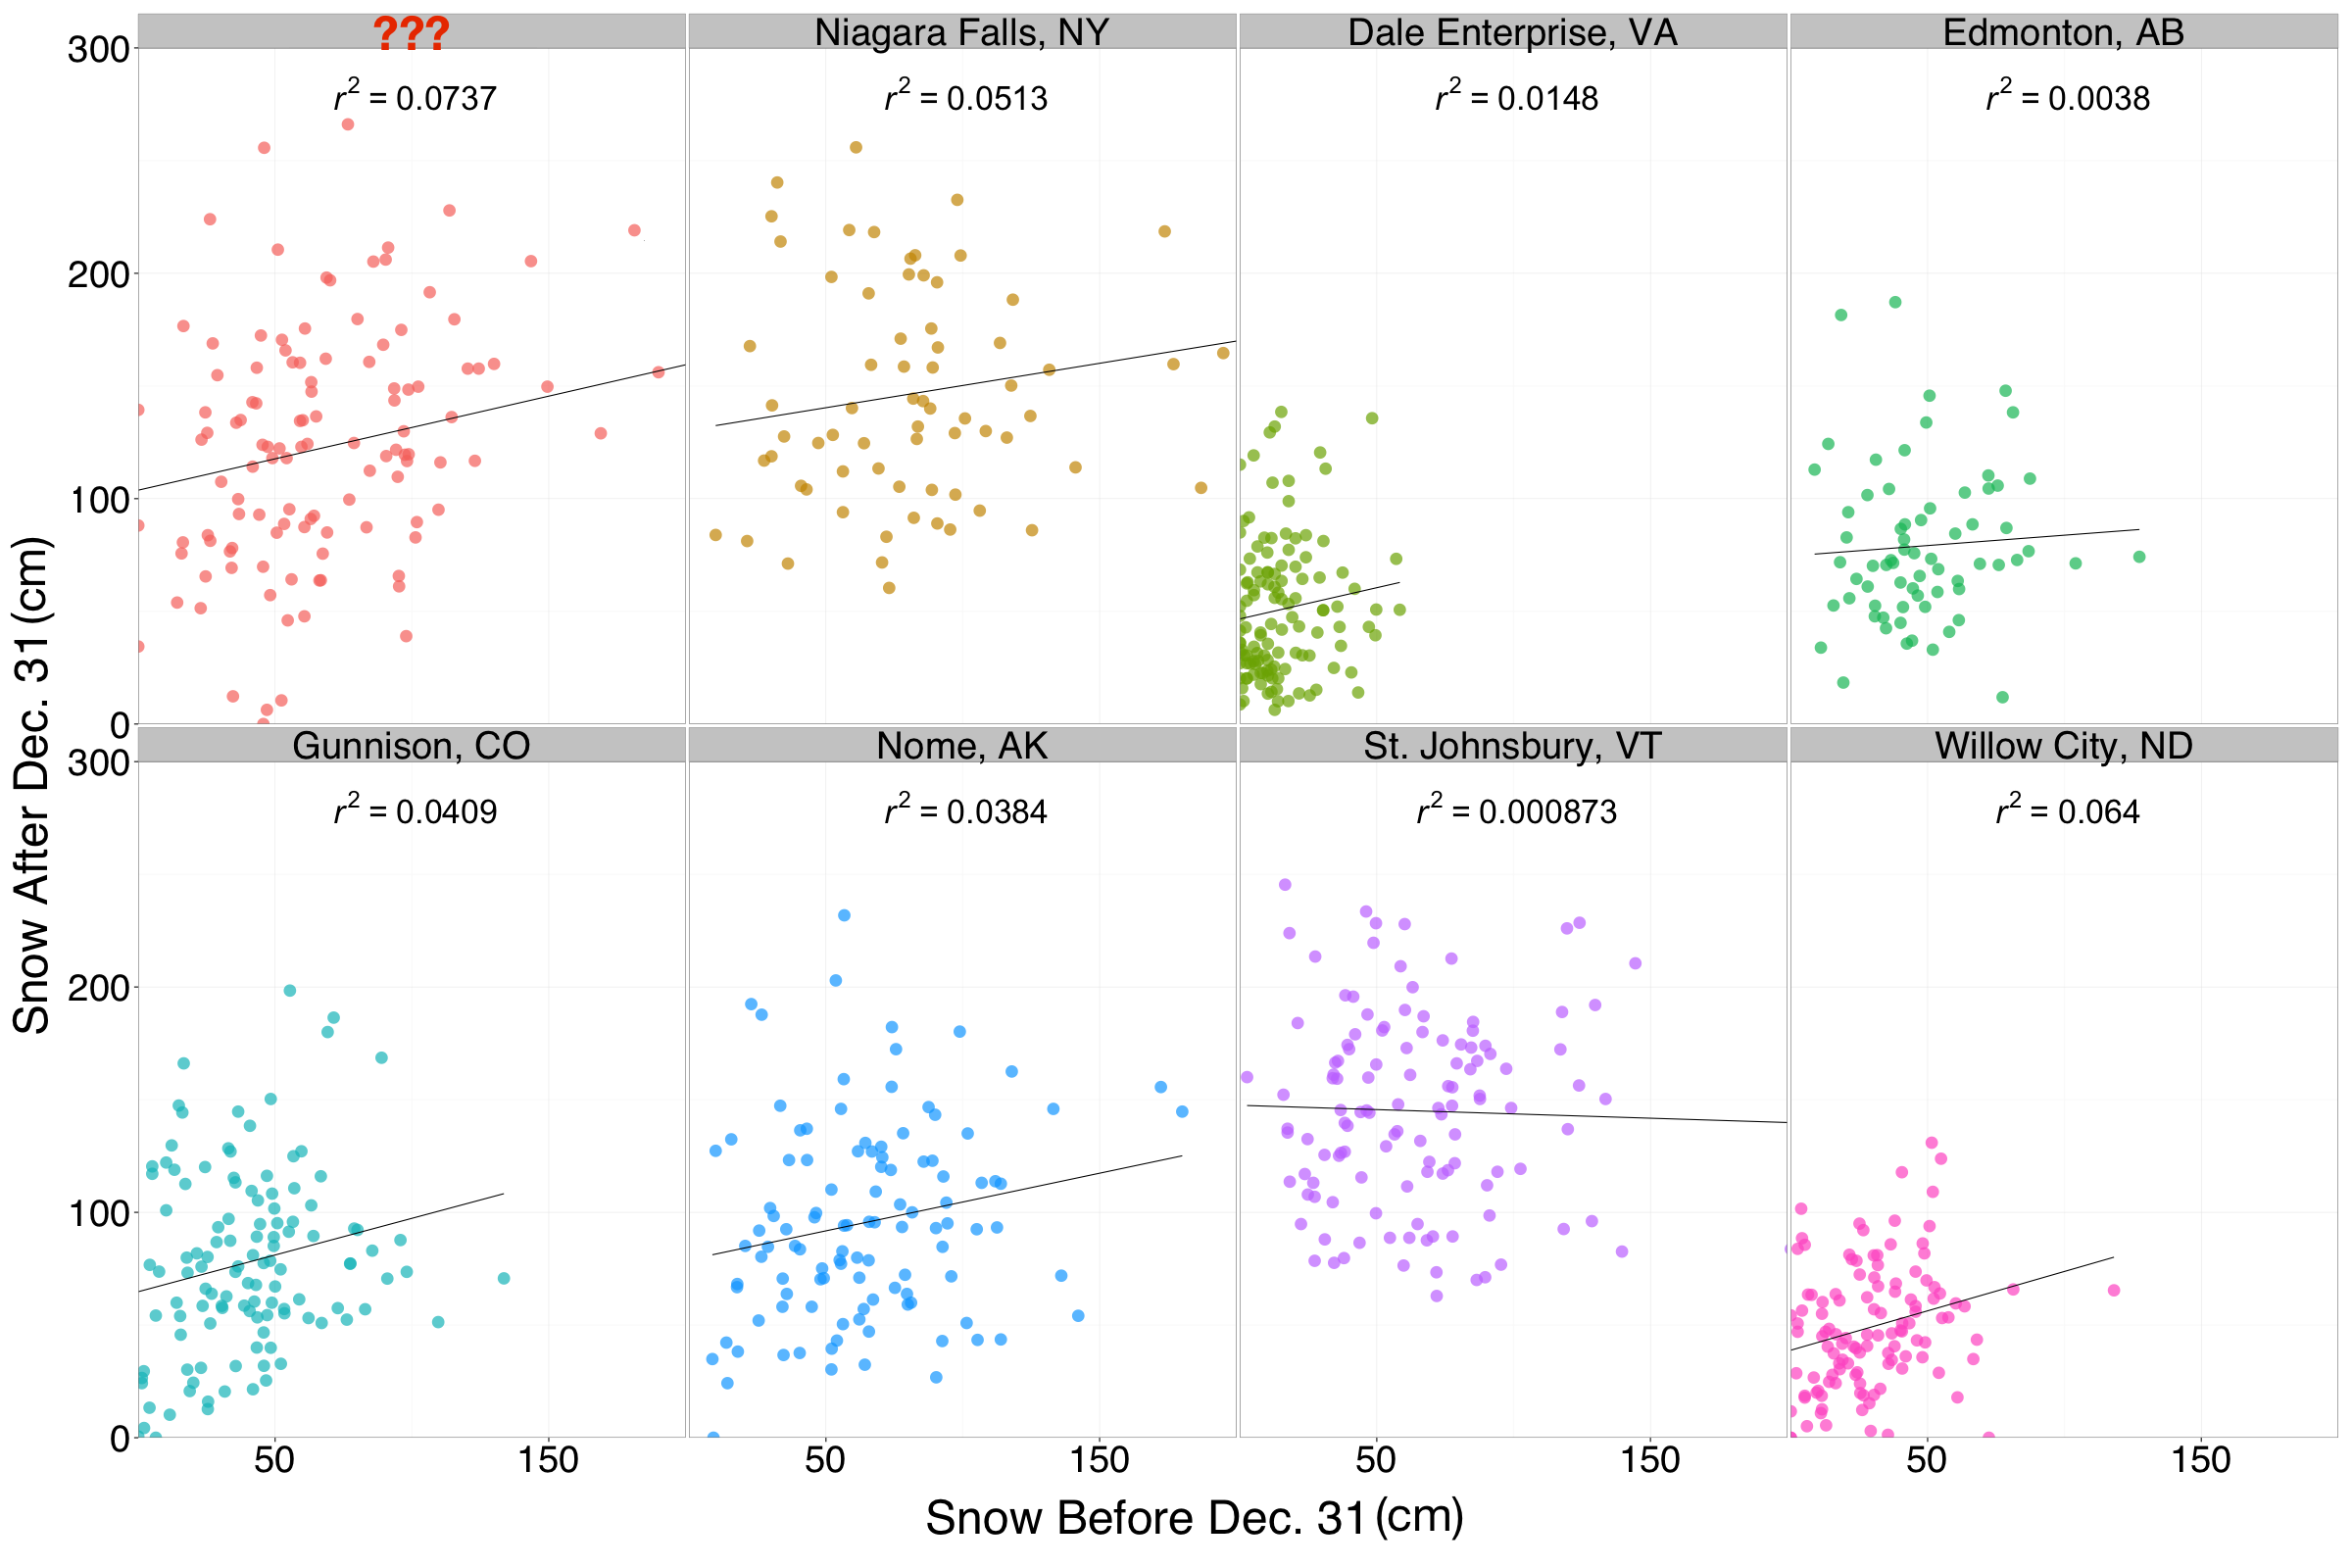 ???
Niagara Falls, NY
Dale Enterprise, VA
Edmonton, AB
300
r² = 0.0737
r² = 0.0513
r² = 0.0148
r² = 0.0038
200
100
0
Gunnison, CO
Nome, AK
St. Johnsbury, VT
Willow City, ND
300
r² = 0.0409
r² = 0.0384
r² = 0.000873
r² = 0.064
200
100
0
50
150
50
150
50
150
50
150
Snow After Dec. 31 (cm)
Snow Before Dec. 31 (cm)